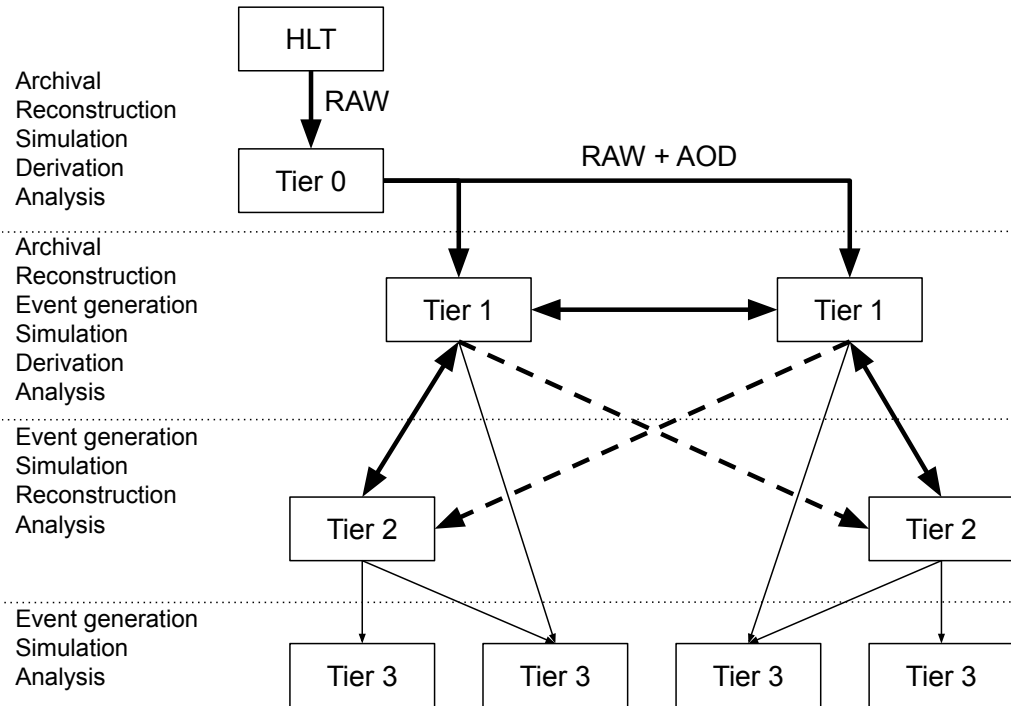 HLT
Archival
Reconstruction
Simulation
Derivation
Analysis
RAW
RAW + AOD
Tier 0
Archival
Reconstruction
Event generation
Simulation
Derivation
Analysis
Tier 1
Tier 1
Event generation
Simulation
Reconstruction
Analysis
Tier 2
Tier 2
Event generation
Simulation
Analysis
Tier 3
Tier 3
Tier 3
Tier 3